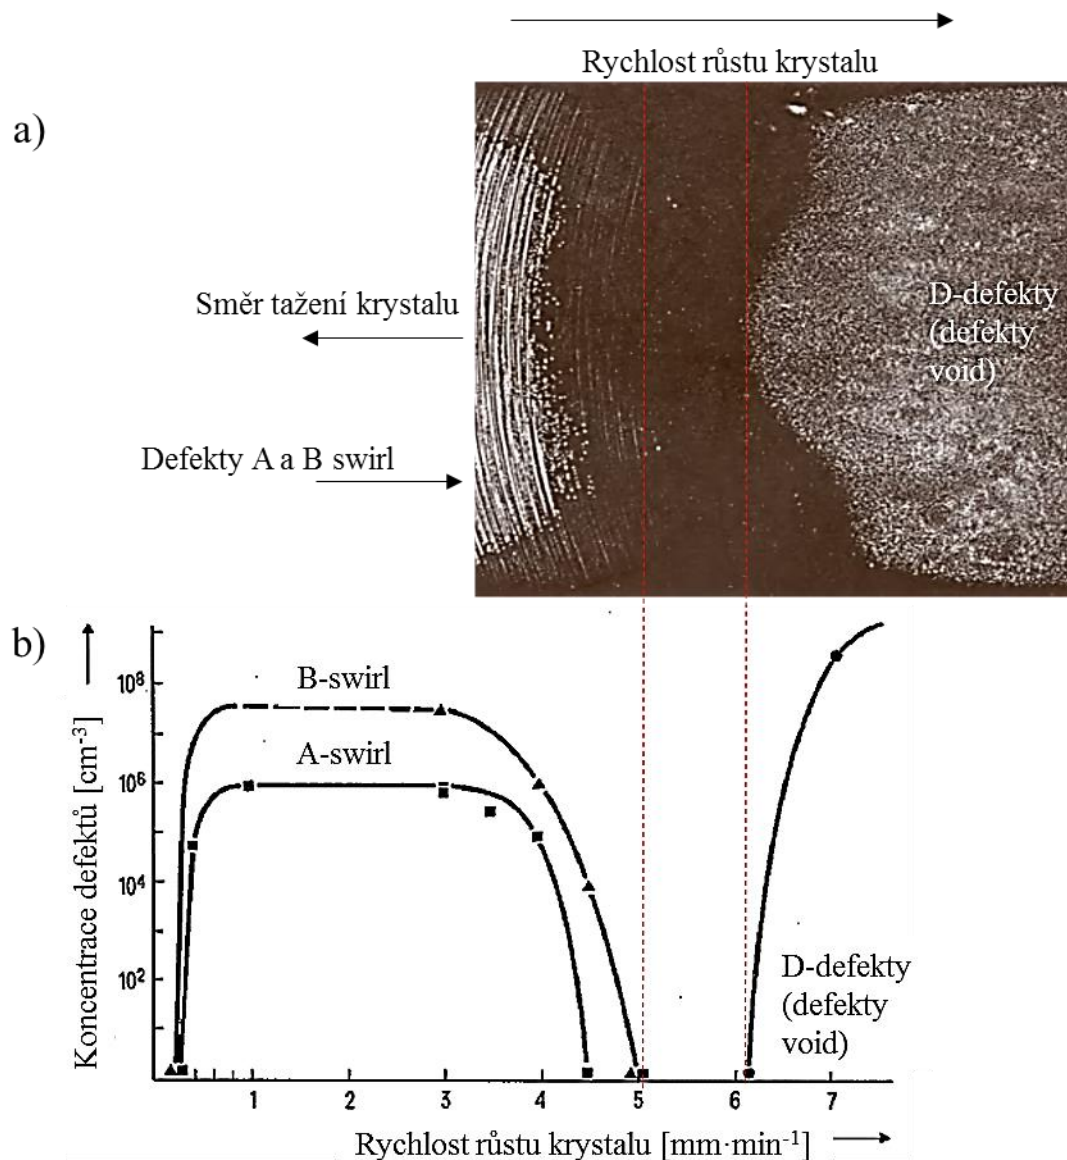 Rychlost růstu krystalu
a)
Směr tažení krystalu
D-defekty
(defekty
void)
Defekty A a B swirl
b)
B-swirl
A-swirl
Koncentrace defektů [cm⁻³]
10⁸
10⁶
10⁴
10²
D-defekty
(defekty
void)
1 2 3 4 5 6 7
Rychlost růstu krystalu [mm·min⁻¹]